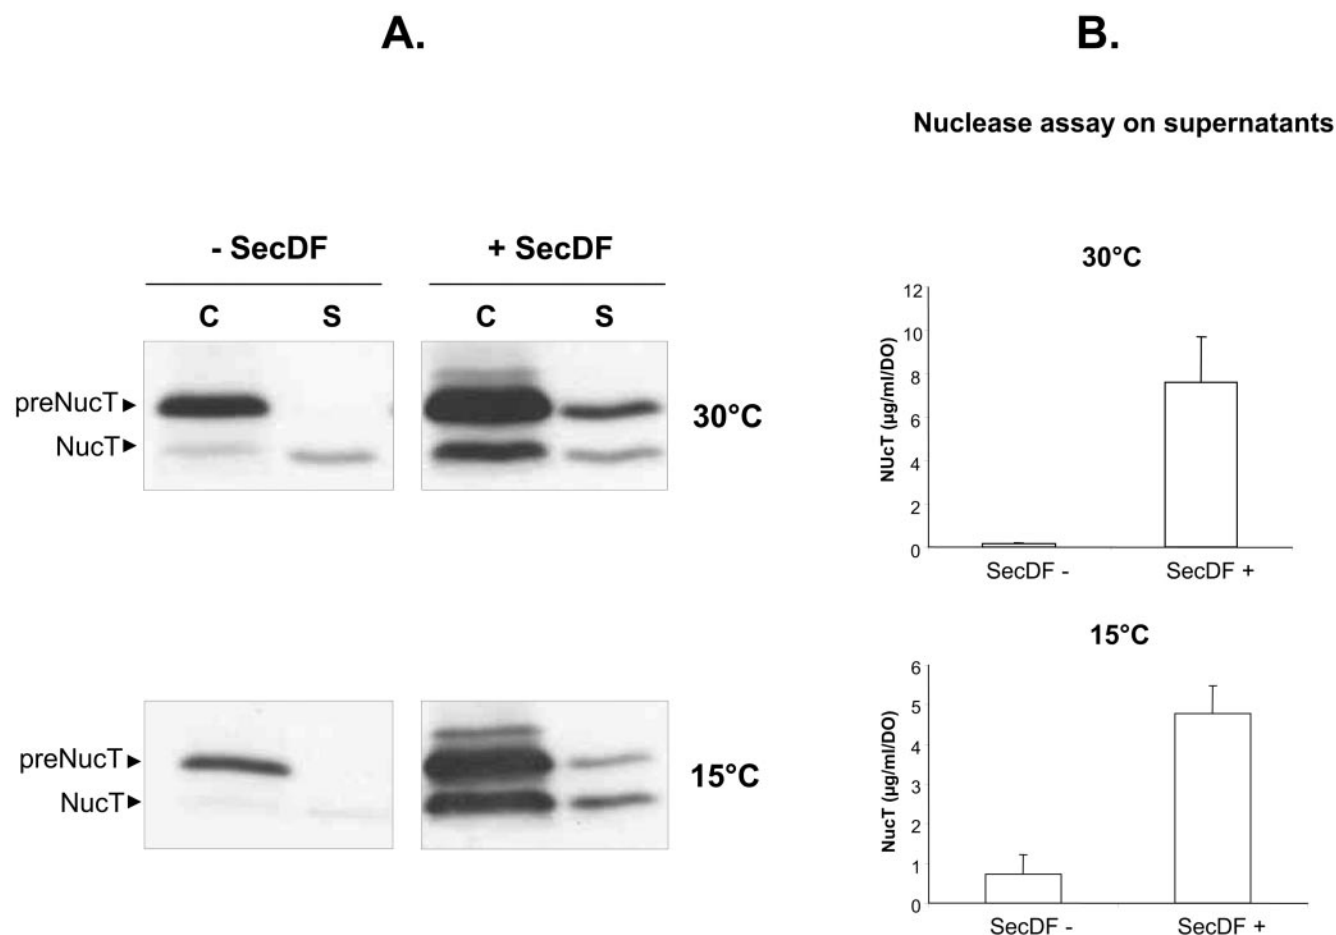 A.
- SecDF + SecDF
C S C S
preNucT
NucT
30°C
preNucT
NucT
15°C
B.
Nuclease assay on supernatants
30°C
NUcT (µg/ml/DO)
12
10
8
6
4
2
0
SecDF - SecDF +
15°C
NucT (µg/ml/DO)
6
5
4
3
2
1
0
SecDF - SecDF +